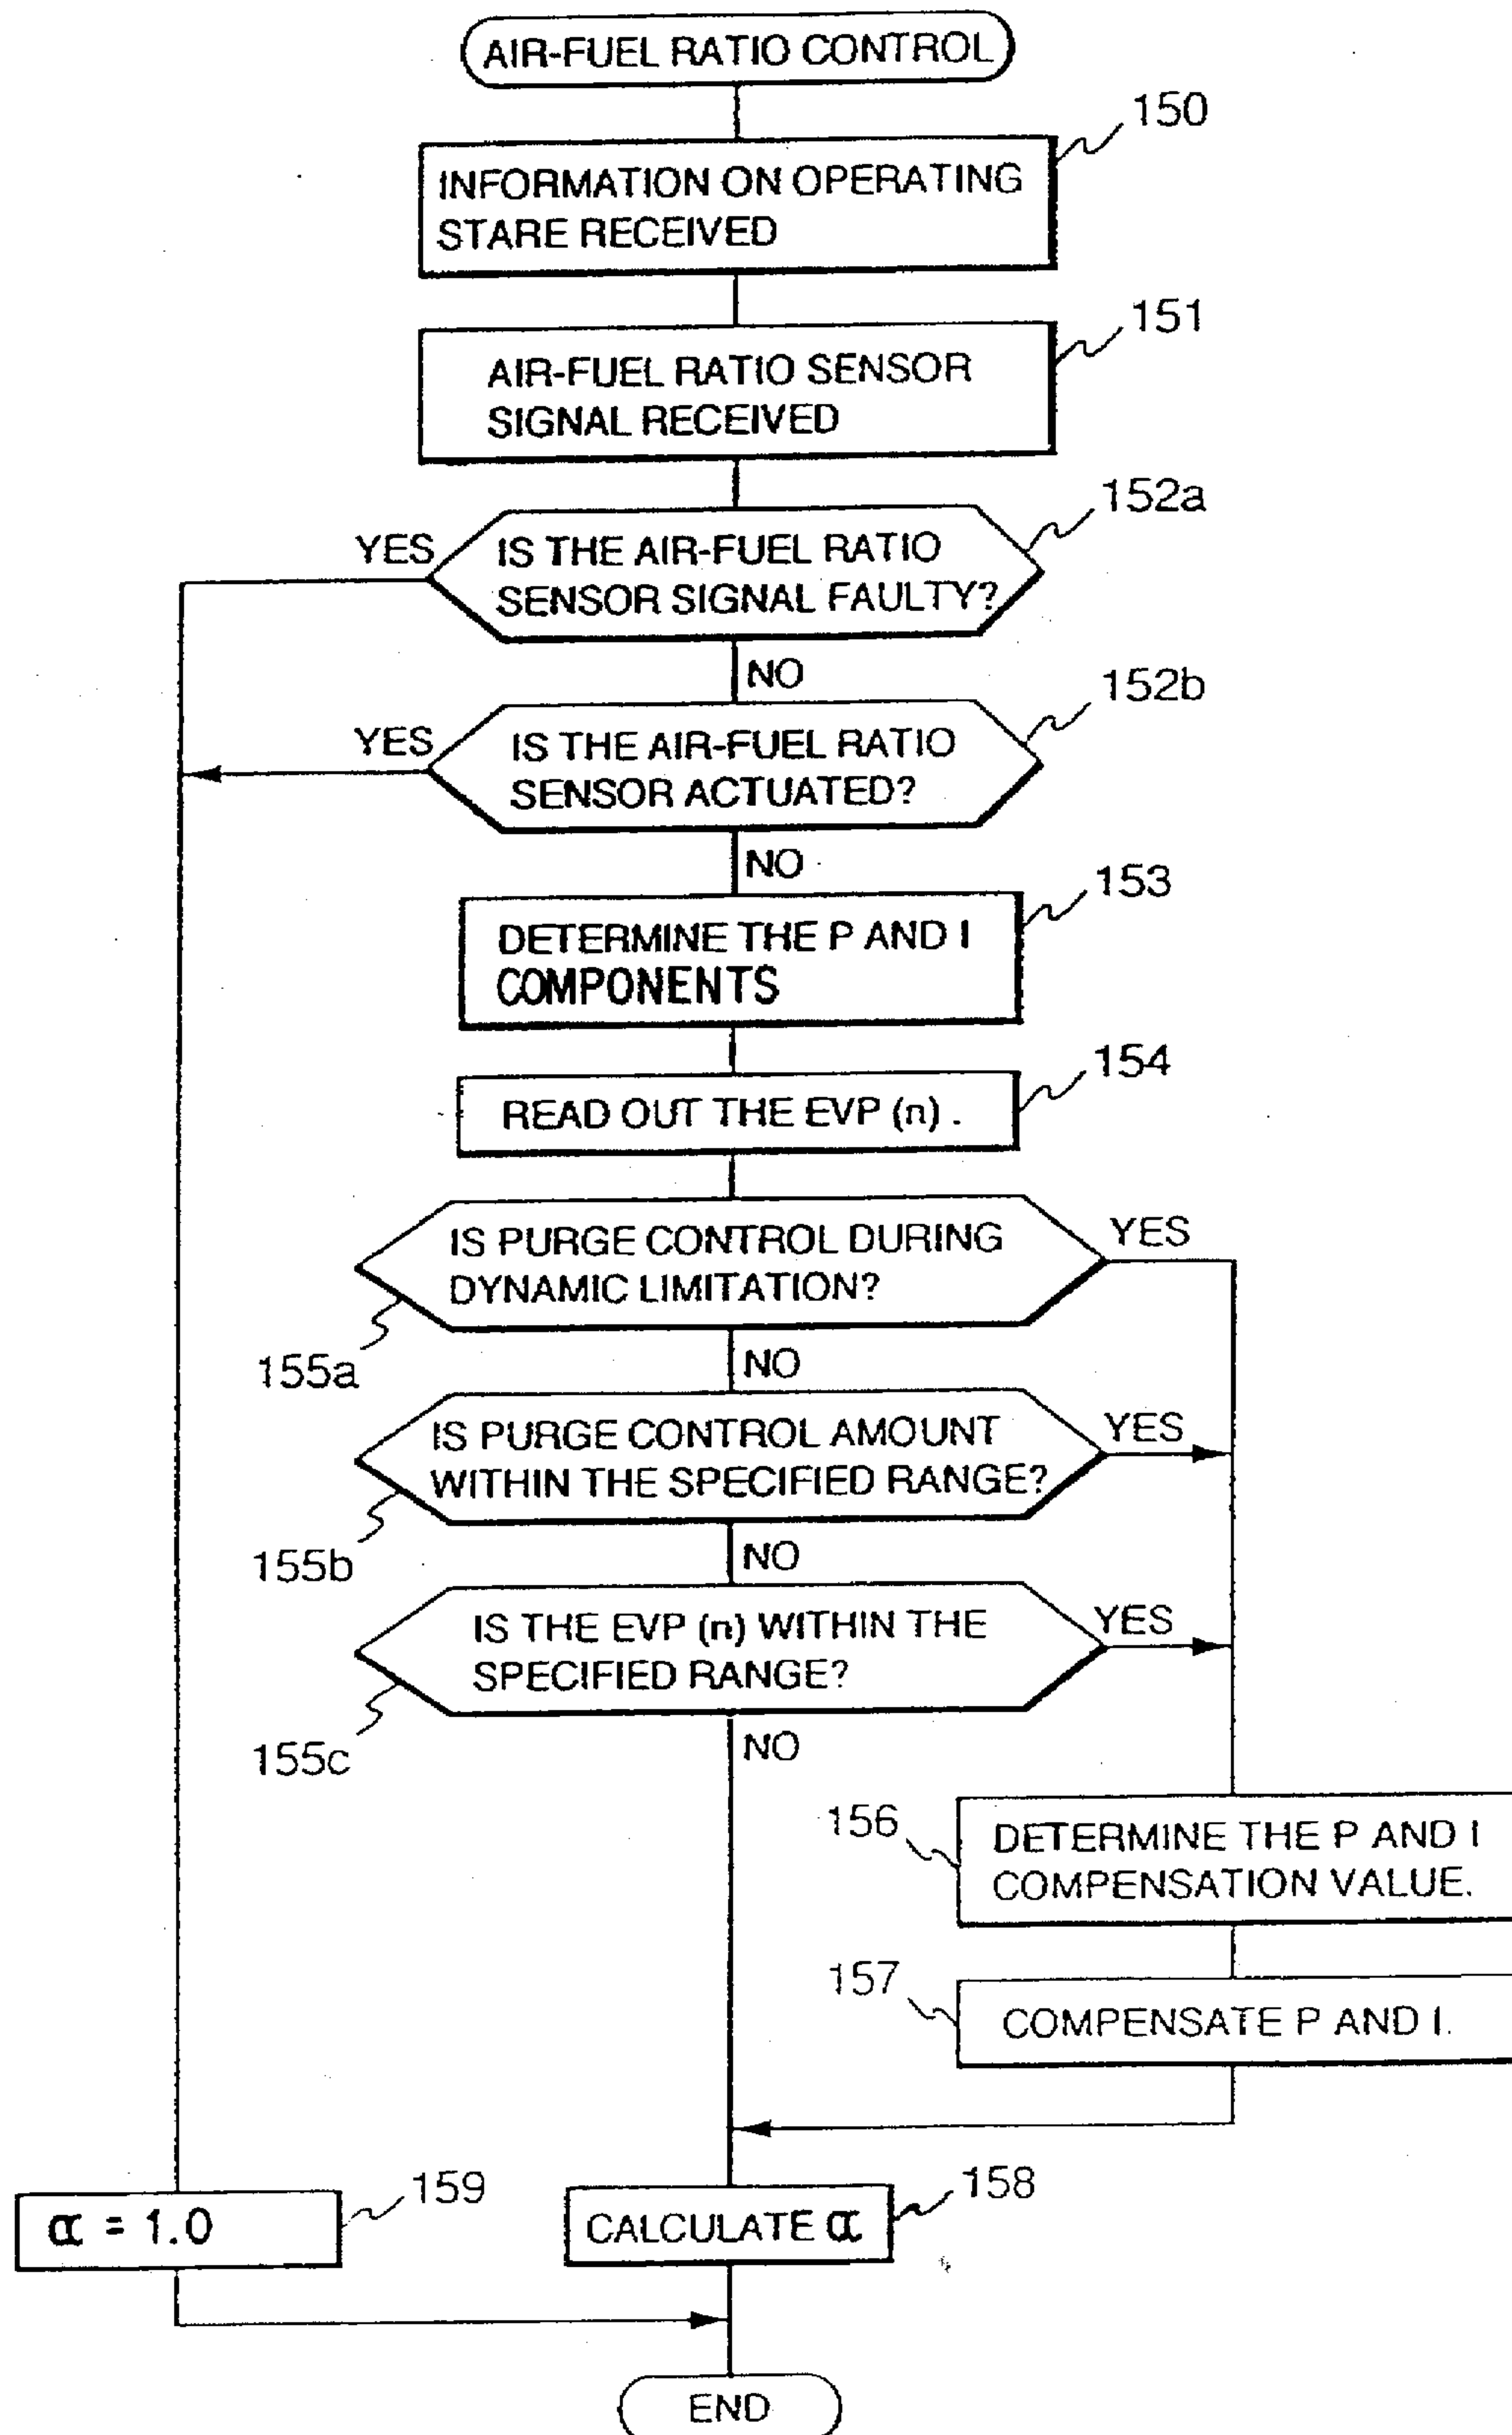 AIR-FUEL RATIO CONTROL
150
INFORMATION ON OPERATING
STARE RECEIVED
151
AIR-FUEL RATIO SENSOR
SIGNAL RECEIVED
152a
YES
IS THE AIR-FUEL RATIO
SENSOR SIGNAL FAULTY?
NO
152b
YES
IS THE AIR-FUEL RATIO
SENSOR ACTUATED?
NO
153
DETERMINE THE P AND I
COMPONENTS
154
READ OUT THE EVP (n) .
IS PURGE CONTROL DURING
DYNAMIC LIMITATION?
YES
155a
NO
IS PURGE CONTROL AMOUNT
WITHIN THE SPECIFIED RANGE?
YES
155b
NO
IS THE EVP (n) WITHIN THE
SPECIFIED RANGE?
YES
155c
NO
156
DETERMINE THE P AND I
COMPENSATION VALUE.
157
COMPENSATE P AND I.
159
α = 1.0
158
CALCULATE α
END